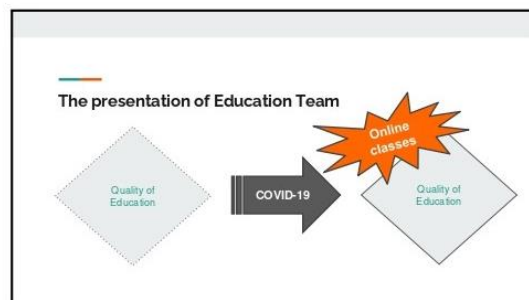 The presentation of Education Team
Quality of
Education
COVID-19
Online
classes
Quality of
Education